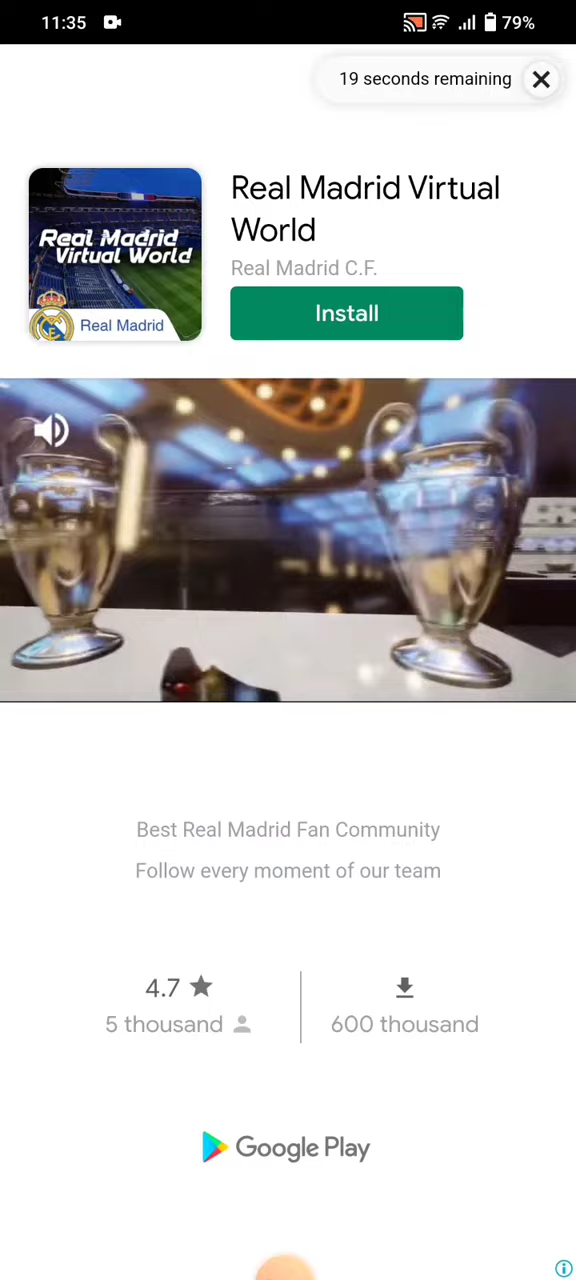 11:35
79%
19 seconds remaining
Real Madrid Virtual
World
Real Madrid C.F.
Real Madrid
Virtual World
Real Madrid
Install
Best Real Madrid Fan Community
Follow every moment of our team
4.7
5 thousand
600 thousand
Google Play